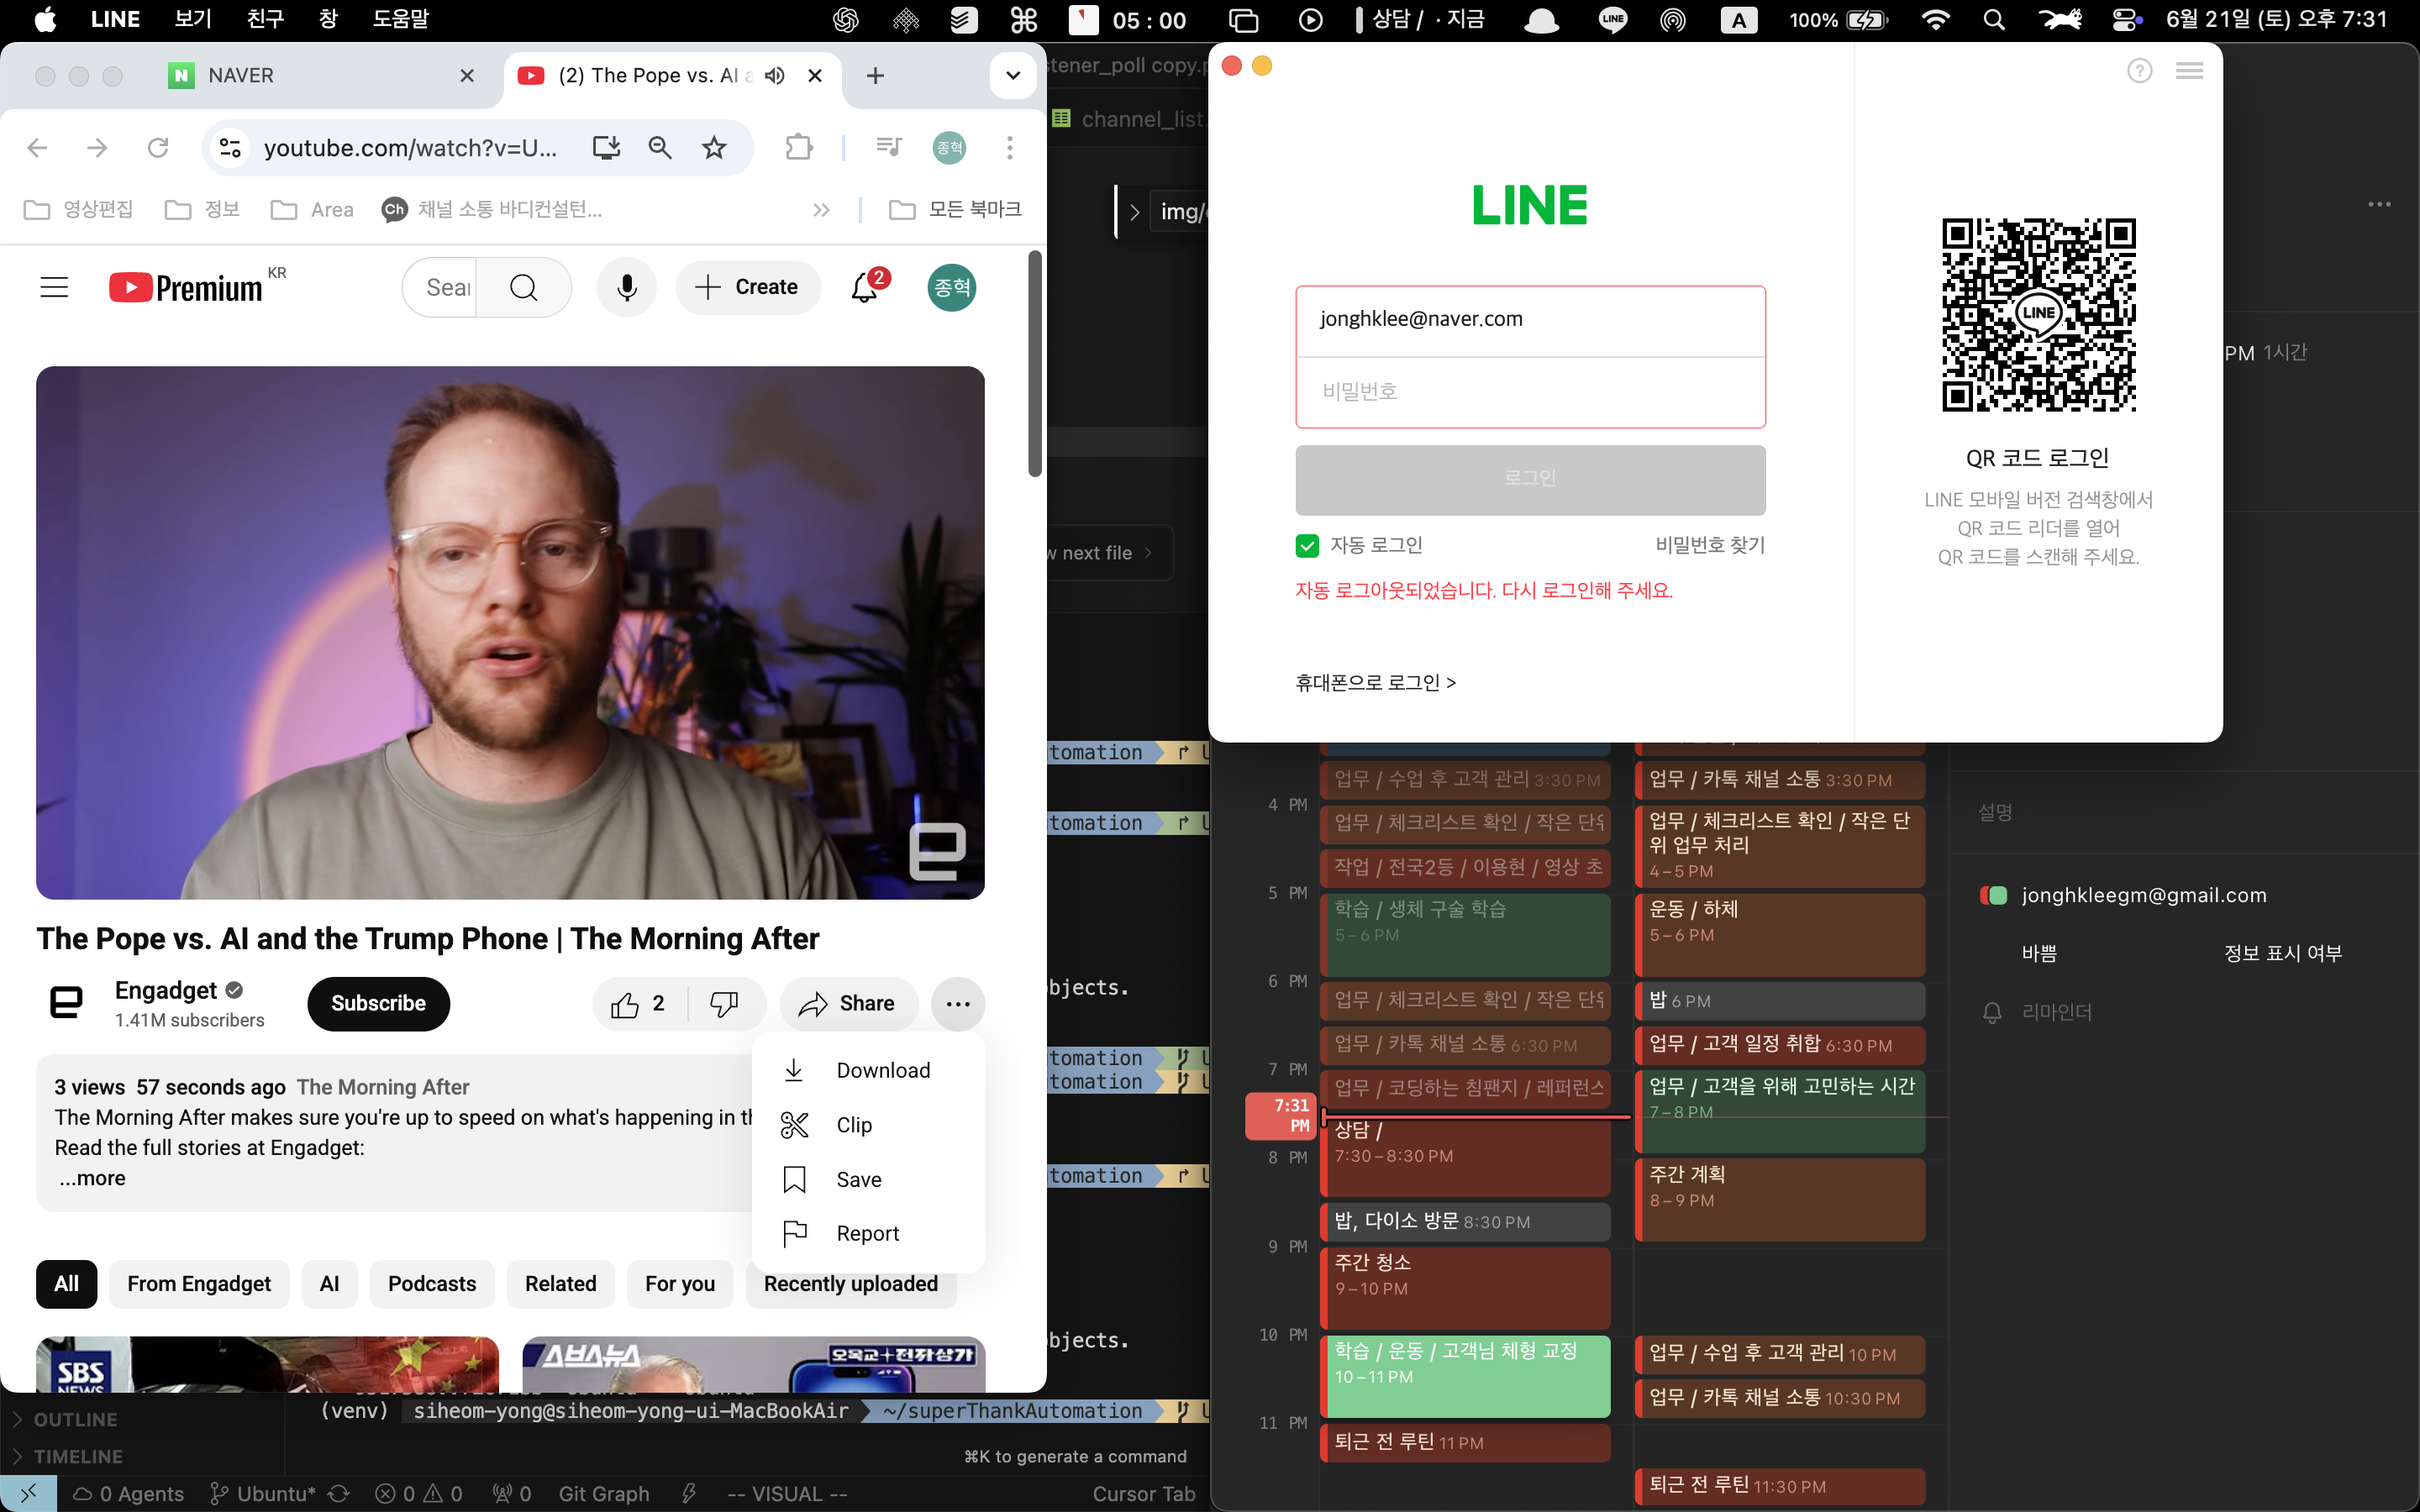 LINE 보기 친구 창 도움말
05 : 00
상담 / · 지금
LINE
A
100%
6월 21일 (토) 오후 7:31
NAVER
(2) The Pope vs. AI a
youtube.com/watch?v=U...
종혁
영상편집
정보
Area
Ch 채널 소통 바디컨설턴...
모든 북마크
Premium KR
Sear
Create
2
종혁
The Pope vs. AI and the Trump Phone | The Morning After
Engadget
1.41M subscribers
Subscribe
2
Share
3 views 57 seconds ago The Morning After
The Morning After makes sure you're up to speed on what's happening in th
Read the full stories at Engadget:
...more
Download
Clip
Save
Report
All
From Engadget
AI
Podcasts
Related
For you
Recently uploaded
SBS
NEWS
스브스뉴스
오목교+전파상가
OUTLINE
TIMELINE
(venv) siheom-yong@siheom-yong-ui-MacBookAir ~/superThankAutomation
⌘K to generate a command
0 Agents
Ubuntu*
0 0
0
Git Graph
-- VISUAL --
Cursor Tab
stener_poll copy.p
channel_list.
img/
w next file
tomation
tomation
bjects.
tomation
tomation
tomation
bjects.
LINE
jonghklee@naver.com
비밀번호
로그인
자동 로그인
비밀번호 찾기
자동 로그아웃되었습니다. 다시 로그인해 주세요.
휴대폰으로 로그인 >
LINE
QR 코드 로그인
LINE 모바일 버전 검색창에서
QR 코드 리더를 열어
QR 코드를 스캔해 주세요.
PM 1시간
4 PM
5 PM
6 PM
7 PM
7:31
PM
8 PM
9 PM
10 PM
11 PM
업무 / 수업 후 고객 관리 3:30 PM
업무 / 체크리스트 확인 / 작은 단위
작업 / 전국2등 / 이용현 / 영상 초
학습 / 생체 구술 학습
5 – 6 PM
업무 / 체크리스트 확인 / 작은 단위
업무 / 카톡 채널 소통 6:30 PM
업무 / 코딩하는 침팬지 / 레퍼런스
상담 /
7:30 – 8:30 PM
밥, 다이소 방문 8:30 PM
주간 청소
9 – 10 PM
학습 / 운동 / 고객님 체형 교정
10 – 11 PM
퇴근 전 루틴 11 PM
업무 / 카톡 채널 소통 3:30 PM
업무 / 체크리스트 확인 / 작은 단
위 업무 처리
4 – 5 PM
운동 / 하체
5 – 6 PM
밥 6 PM
업무 / 고객 일정 취합 6:30 PM
업무 / 고객을 위해 고민하는 시간
7 – 8 PM
주간 계획
8 – 9 PM
업무 / 수업 후 고객 관리 10 PM
업무 / 카톡 채널 소통 10:30 PM
퇴근 전 루틴 11:30 PM
설명
jonghkleegm@gmail.com
바쁨
정보 표시 여부
리마인더